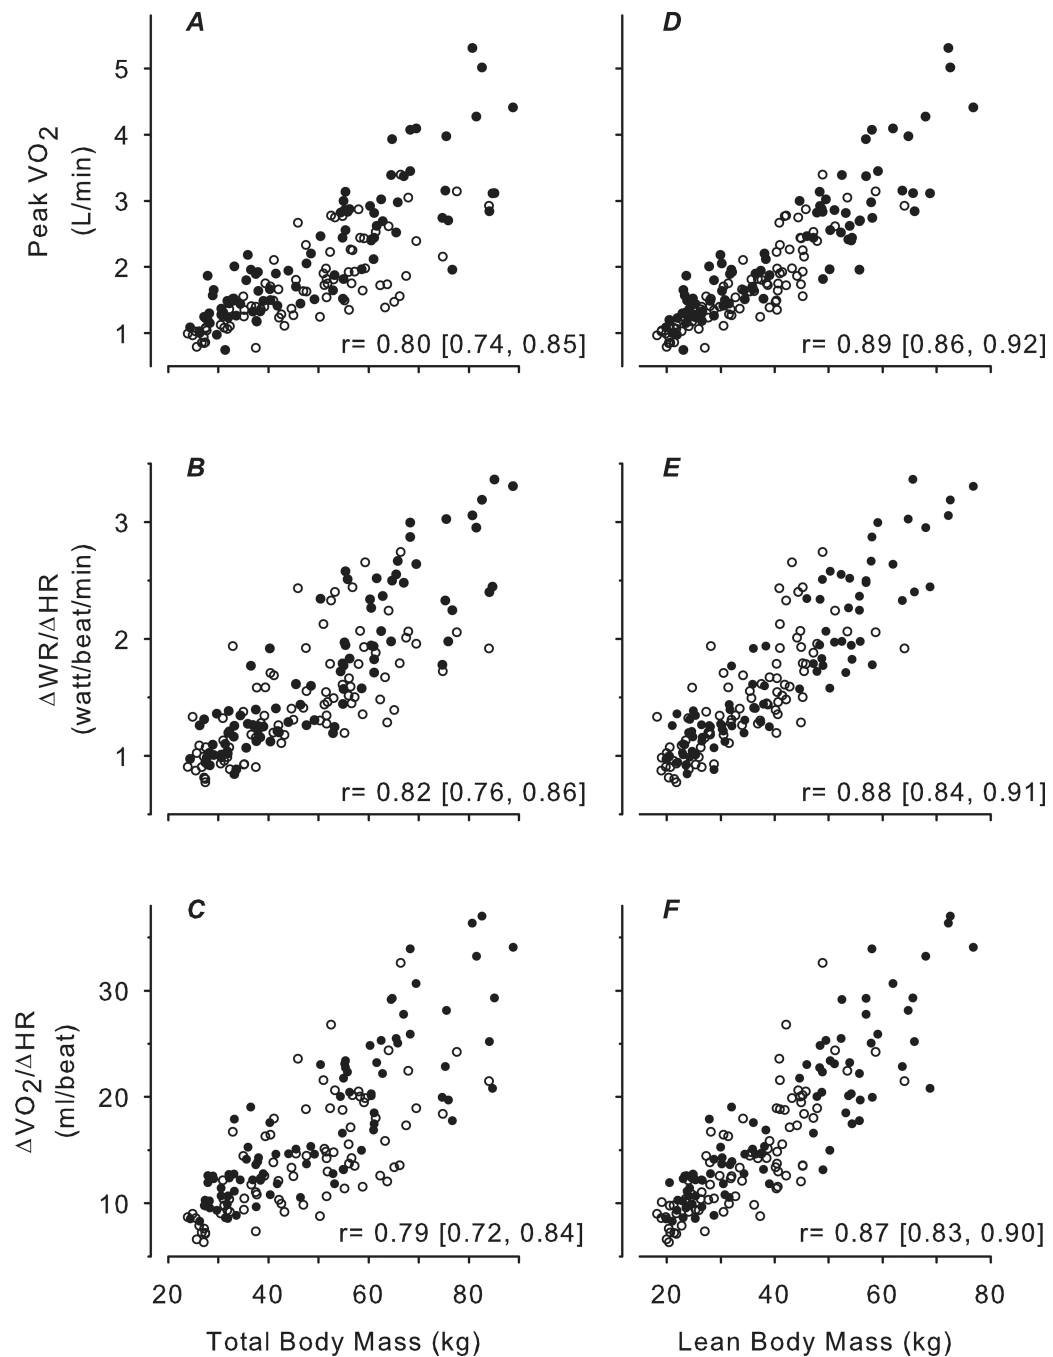 A
D
Peak VO2
(L/min)
5
4
3
2
1
r= 0.80 [0.74, 0.85]
r= 0.89 [0.86, 0.92]
B
E
ΔWR/ΔHR
(watt/beat/min)
3
2
1
r= 0.82 [0.76, 0.86]
r= 0.88 [0.84, 0.91]
C
F
ΔVO2/ΔHR
(ml/beat)
30
20
10
r= 0.79 [0.72, 0.84]
r= 0.87 [0.83, 0.90]
20 40 60 80
20 40 60 80
Total Body Mass (kg)
Lean Body Mass (kg)